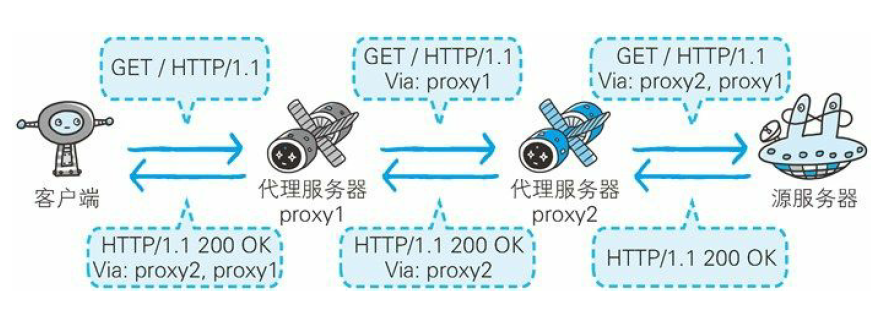 GET / HTTP/1.1
GET / HTTP/1.1
Via: proxy1
GET / HTTP/1.1
Via: proxy2, proxy1
客户端
代理服务器
proxy1
代理服务器
proxy2
源服务器
HTTP/1.1 200 OK
Via: proxy2, proxy1
HTTP/1.1 200 OK
Via: proxy2
HTTP/1.1 200 OK